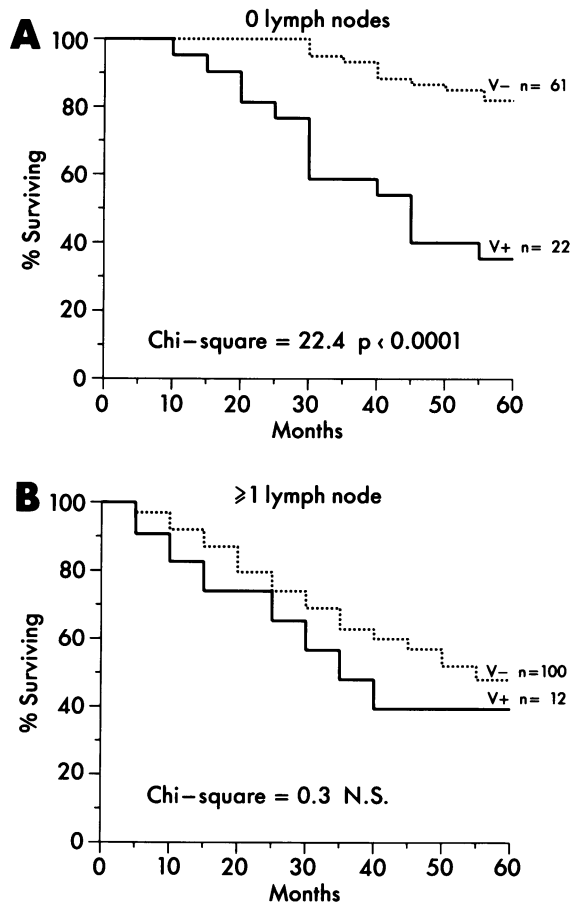 A
0 lymph nodes
100
80
60
40
20
0
% Surviving
V− n= 61
V+ n= 22
Chi−square = 22.4 p < 0.0001
0 10 20 30 40 50 60
Months
B
⩾1 lymph node
100
80
60
40
20
0
% Surviving
V− n=100
V+ n= 12
Chi−square = 0.3 N.S.
0 10 20 30 40 50 60
Months